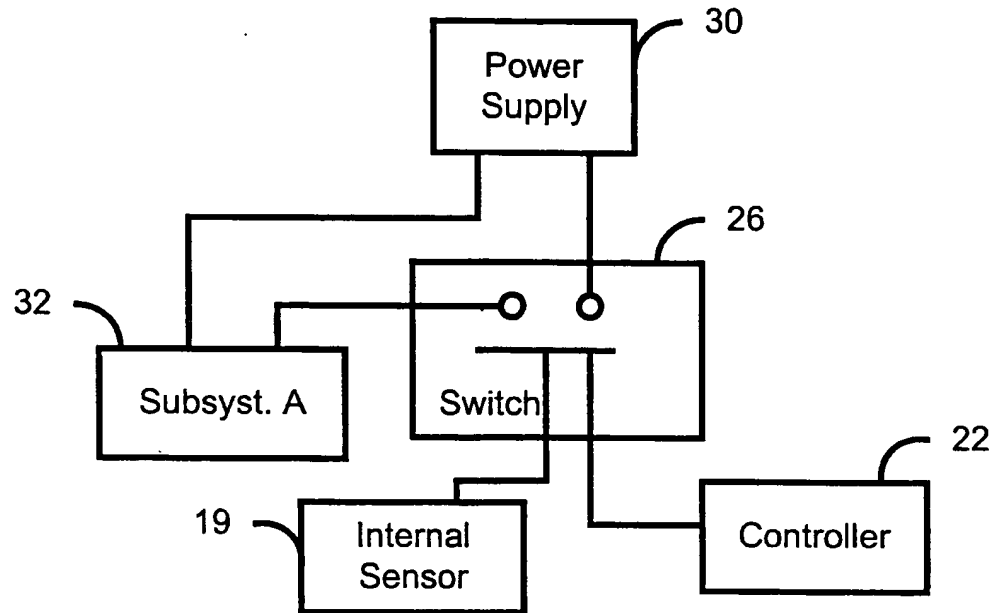 30
Power
Supply
26
32
Subsyst. A
Switch
22
19
Internal
Sensor
Controller